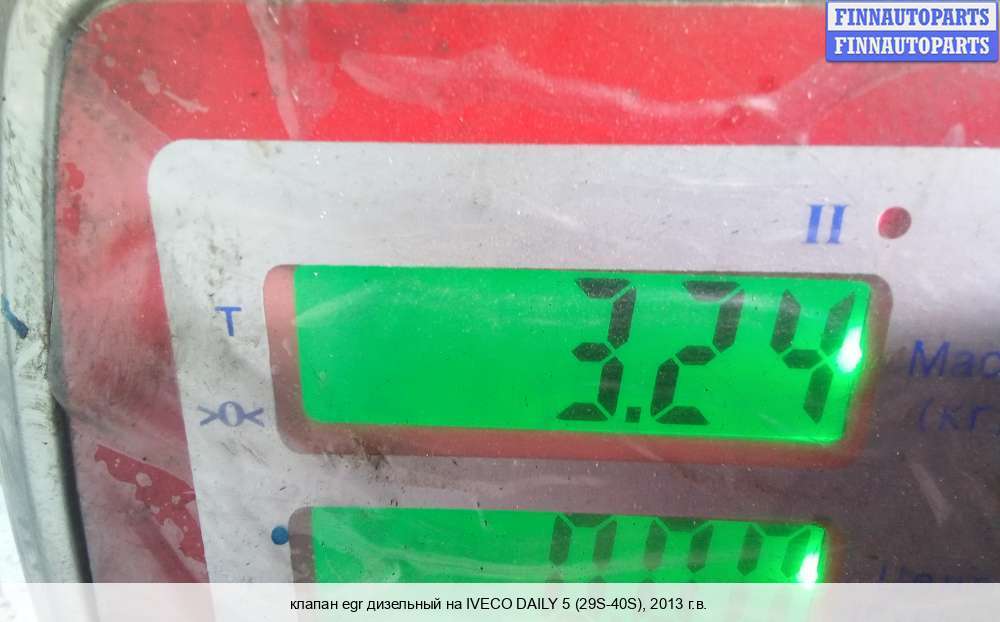 FINNAUTOPARTS
FINNAUTOPARTS
II
T
3.24
>0<
клапан egr дизельный на IVECO DAILY 5 (29S-40S), 2013 г.в.